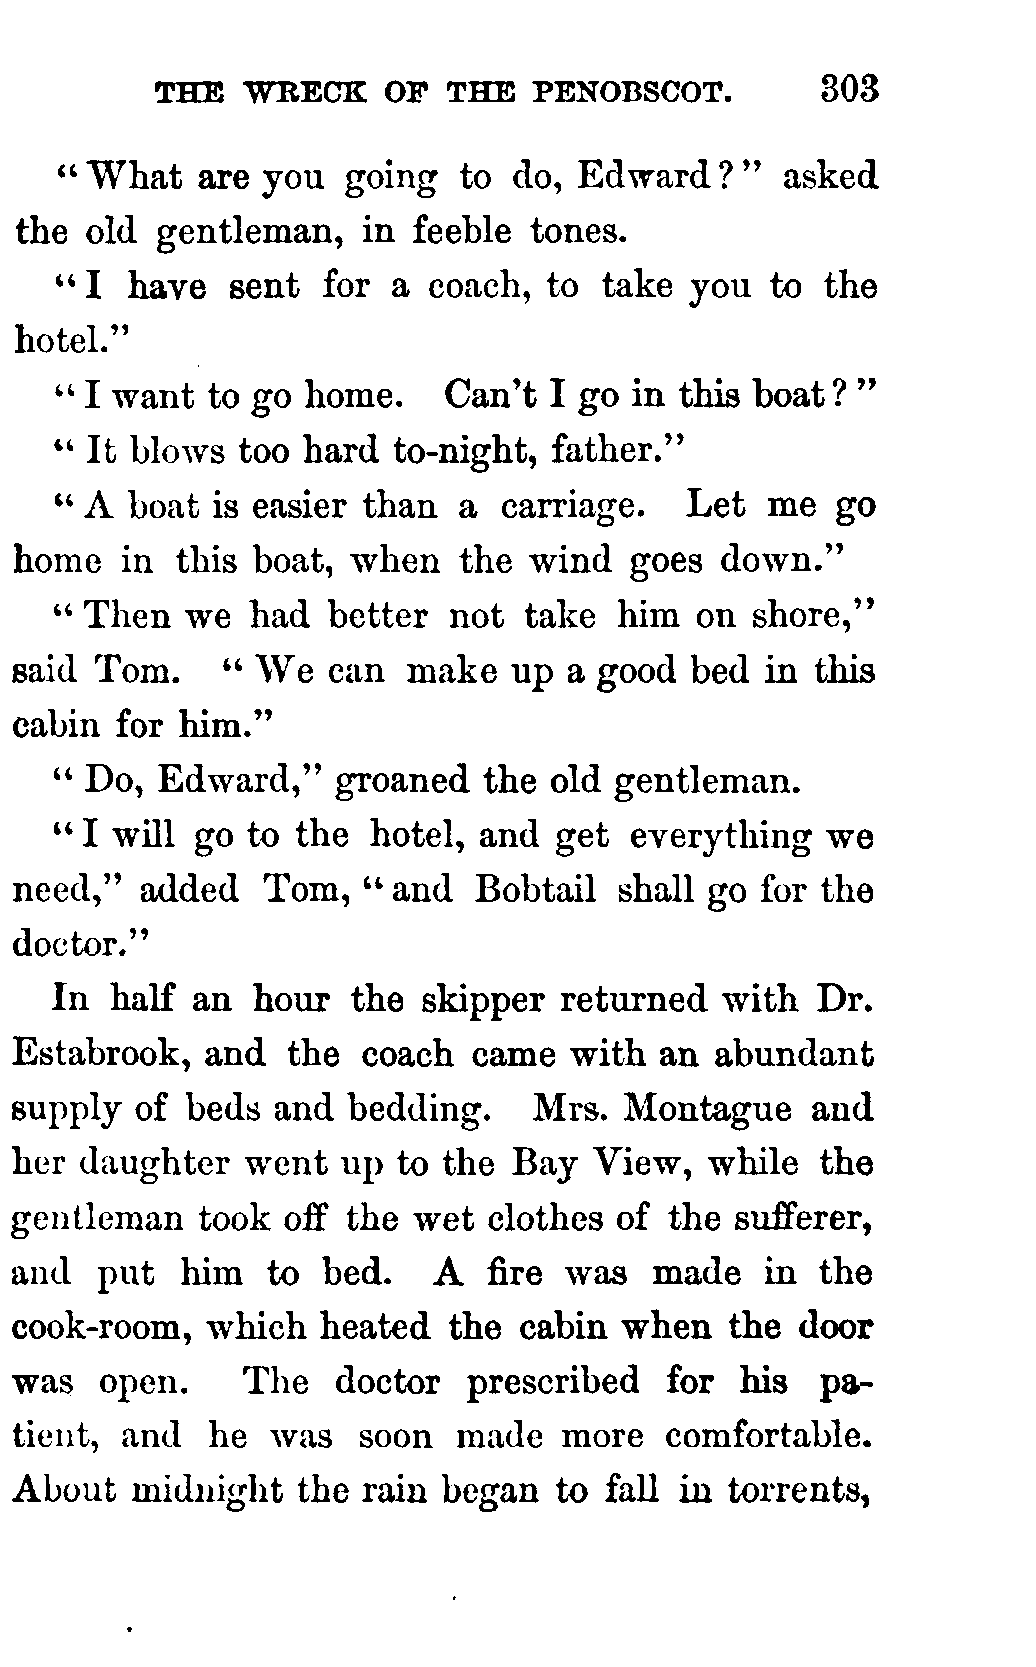 THE WRECK OF THE PENOBSCOT. 303
"What are you going to do, Edward?" asked
the old gentleman, in feeble tones.
"I have sent for a coach, to take you to the
hotel."
"I want to go home. Can't I go in this boat?"
"It blows too hard to-night, father."
"A boat is easier than a carriage. Let me go
home in this boat, when the wind goes down."
"Then we had better not take him on shore,"
said Tom. "We can make up a good bed in this
cabin for him."
"Do, Edward," groaned the old gentleman.
"I will go to the hotel, and get everything we
need," added Tom, "and Bobtail shall go for the
doctor."
In half an hour the skipper returned with Dr.
Estabrook, and the coach came with an abundant
supply of beds and bedding. Mrs. Montague and
her daughter went up to the Bay View, while the
gentleman took off the wet clothes of the sufferer,
and put him to bed. A fire was made in the
cook-room, which heated the cabin when the door
was open. The doctor prescribed for his pa-
tient, and he was soon made more comfortable.
About midnight the rain began to fall in torrents,